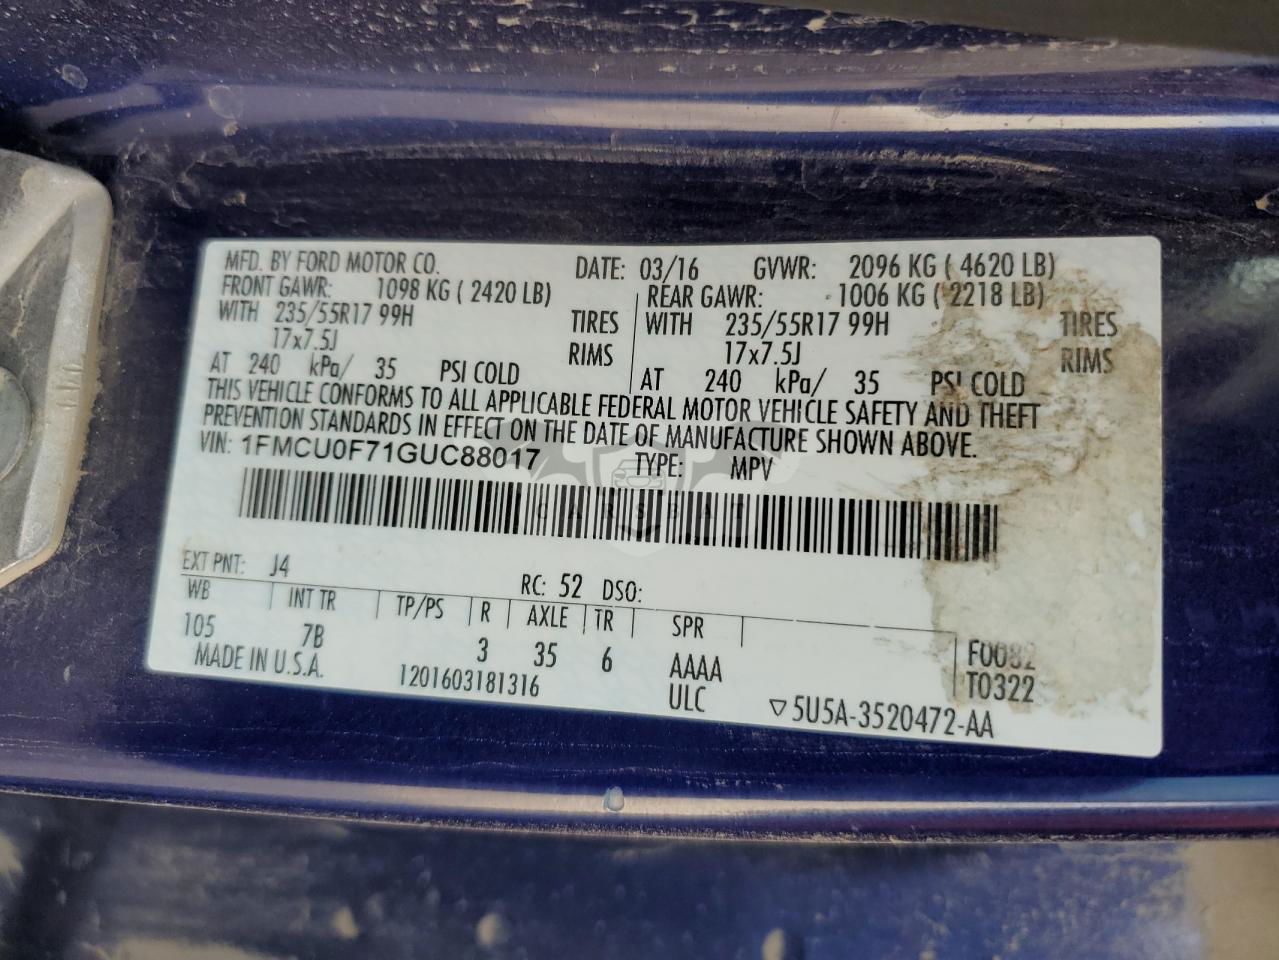 MFD. BY FORD MOTOR CO. DATE: 03/16 GVWR: 2096 KG ( 4620 LB)
FRONT GAWR: 1098 KG ( 2420 LB) REAR GAWR: 1006 KG ( 2218 LB)
WITH 235/55R17 99H TIRES WITH 235/55R17 99H TIRES
17x7.5J RIMS 17x7.5J RIMS
AT 240 kPa/ 35 PSI COLD AT 240 kPa/ 35 PSI COLD
THIS VEHICLE CONFORMS TO ALL APPLICABLE FEDERAL MOTOR VEHICLE SAFETY AND THEFT
PREVENTION STANDARDS IN EFFECT ON THE DATE OF MANUFACTURE SHOWN ABOVE.
VIN: 1FMCU0F71GUC88017 TYPE: MPV
CARSBAT
EXT PNT: J4 RC: 52 DSO:
WB INT TR TP/PS R AXLE TR SPR
105 7B 3 35 6 AAAA F0082
MADE IN U.S.A. 1201603181316 ULC T0322
▽5U5A-3520472-AA